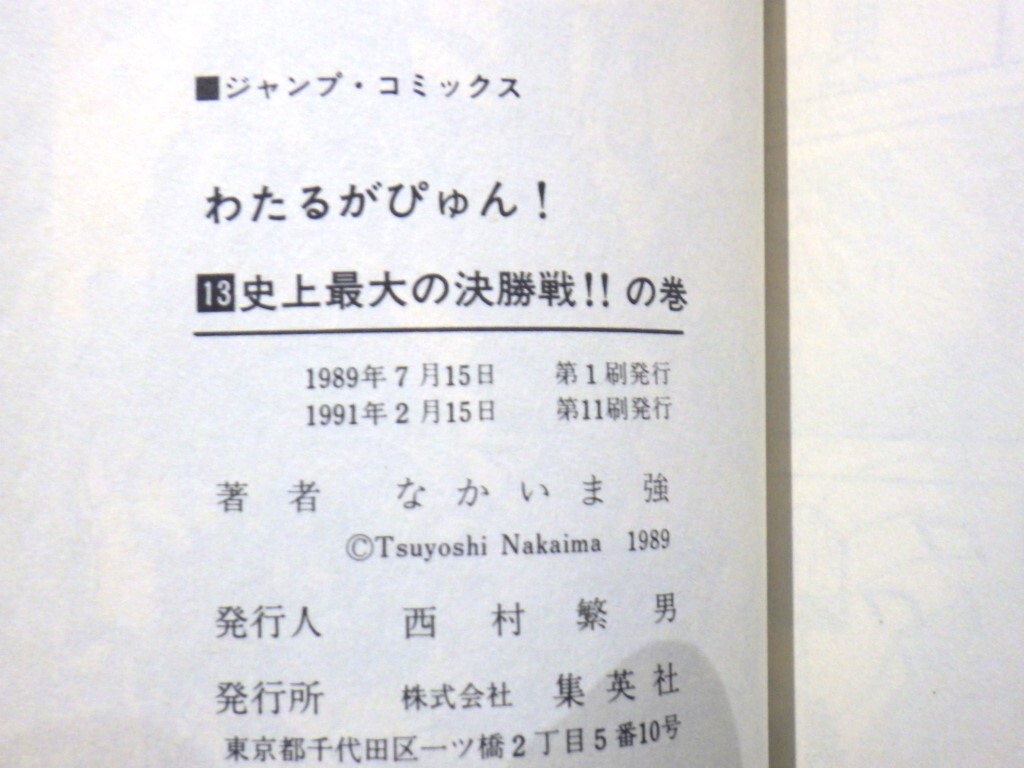 ■ジャンプ・コミックス
わたるがぴゅん！
13 史上最大の決勝戦!! の巻
1989年7月15日 第1刷発行
1991年2月15日 第11刷発行
著者 なかいま強
©Tsuyoshi Nakaima 1989
発行人 西村繁男
発行所 株式会社 集英社
東京都千代田区一ツ橋2丁目5番10号